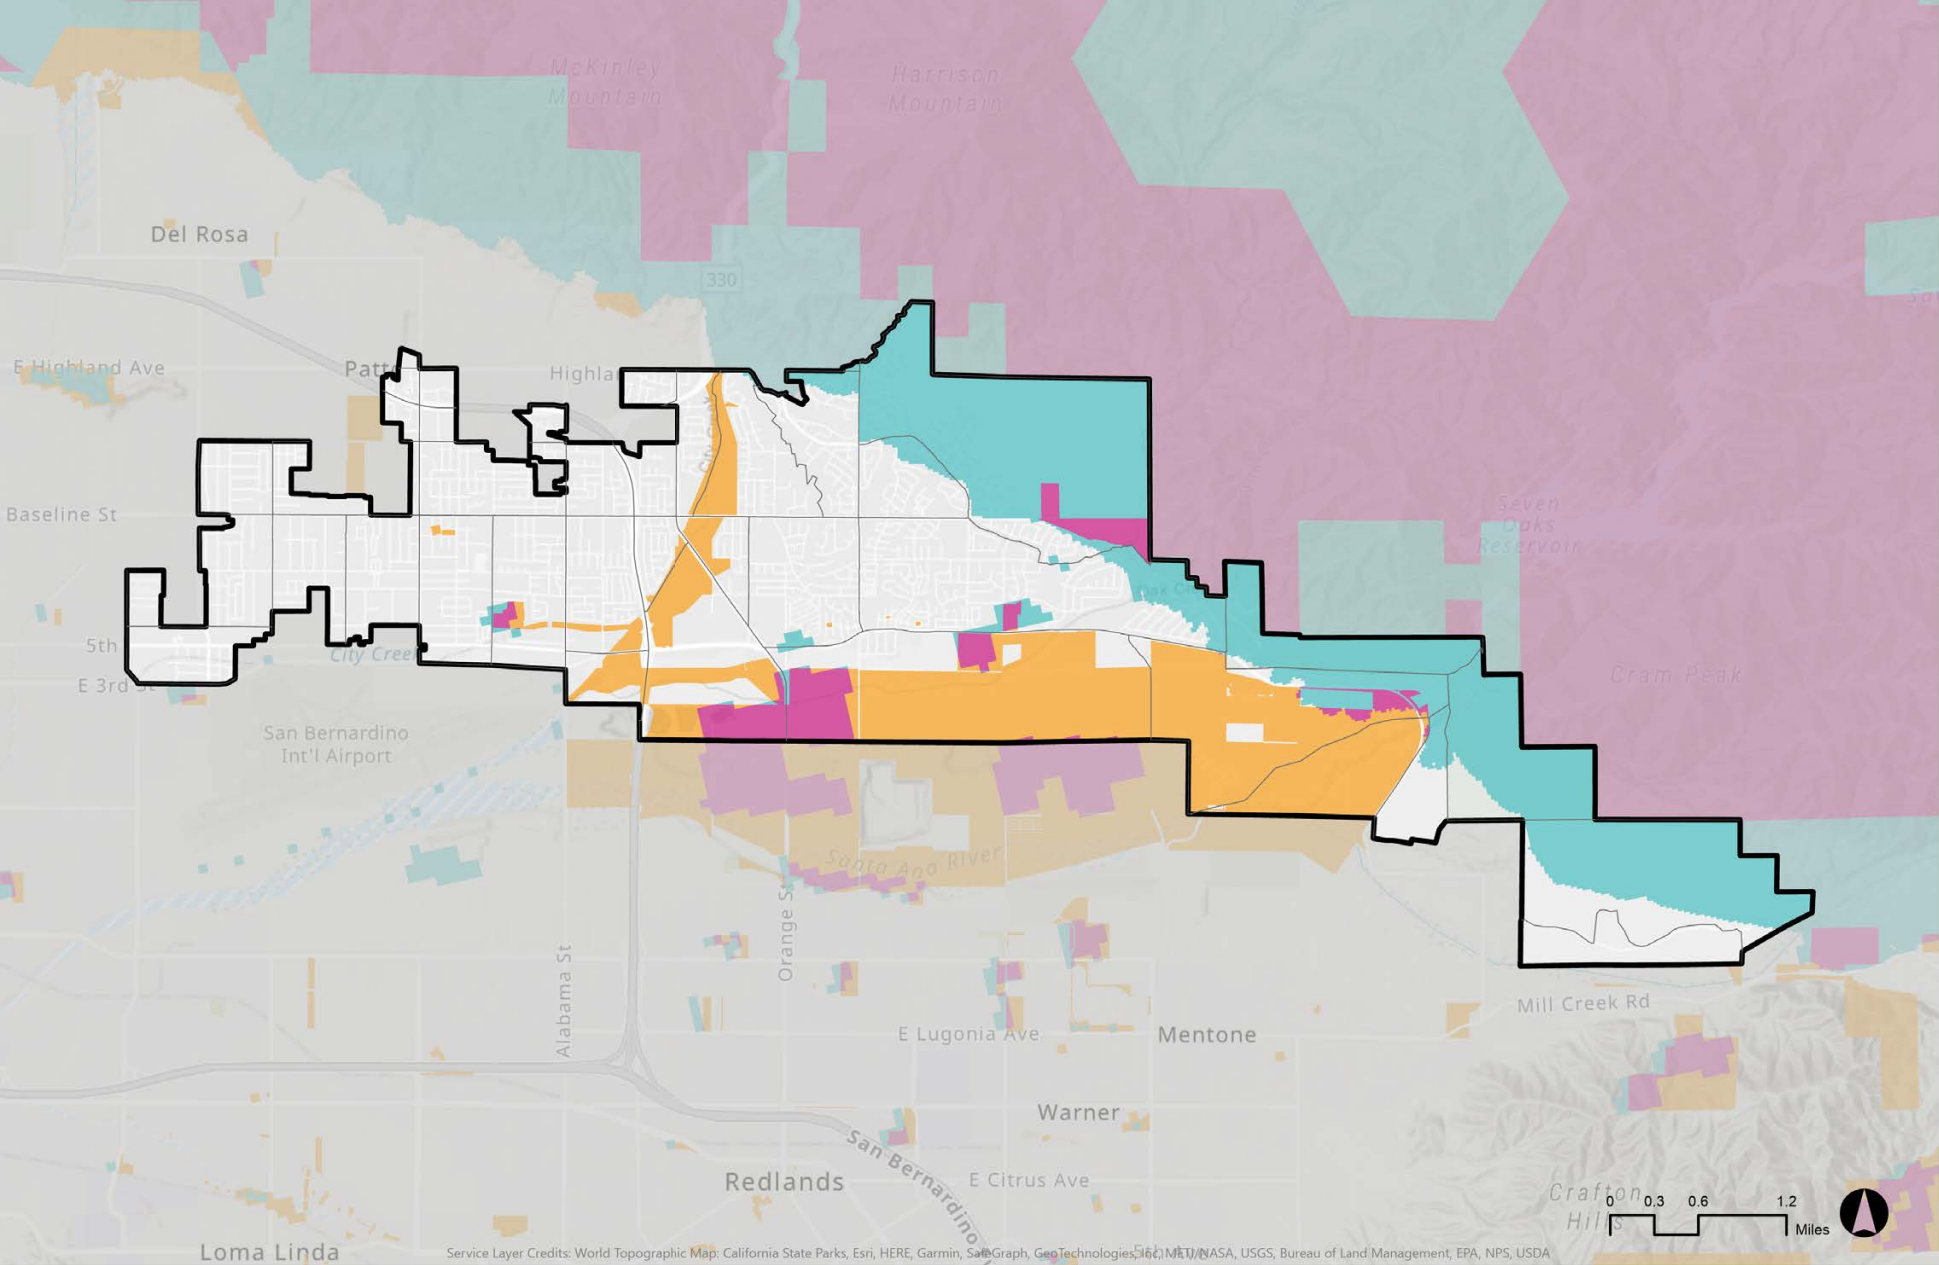 McKinley
Mountain
Harrison
Mountain
Del Rosa
330
E Highland Ave
Patt
Highla
Baseline St
Seven
Oaks
Reservoir
5th
City Creek
E 3rd St
Cram Peak
San Bernardino
Int'l Airport
Santa Ana River
Orange St
Alabama St
Mill Creek Rd
E Lugonia Ave
Mentone
Warner
San Bernardino
Redlands
E Citrus Ave
Crafton
Hills
0 0.3 0.6 1.2
Miles
Loma Linda
Service Layer Credits: World Topographic Map: California State Parks, Esri, HERE, Garmin, SafeGraph, GeoTechnologies, Inc, METI/NASA, USGS, Bureau of Land Management, EPA, NPS, USDA